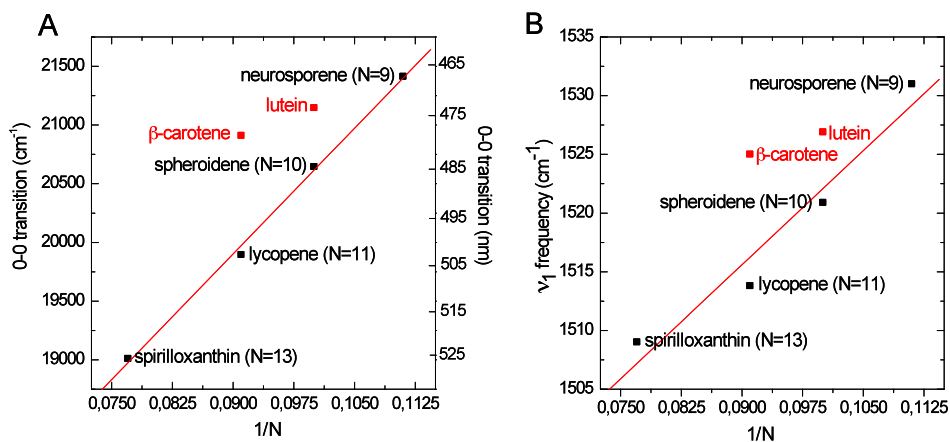 A
21500
21000
20500
20000
19500
19000
0-0 transition (cm-1)
neurosporene (N=9)
lutein
β-carotene
spheroidene (N=10)
lycopene (N=11)
spirilloxanthin (N=13)
465
475
485
495
505
515
525
0-0 transition (nm)
0,0750 0,0825 0,0900 0,0975 0,1050 0,1125
1/N
B
1535
1530
1525
1520
1515
1510
1505
ν1 frequency (cm-1)
neurosporene (N=9)
lutein
β-carotene
spheroidene (N=10)
lycopene (N=11)
spirilloxanthin (N=13)
0,0750 0,0825 0,0900 0,0975 0,1050 0,1125
1/N